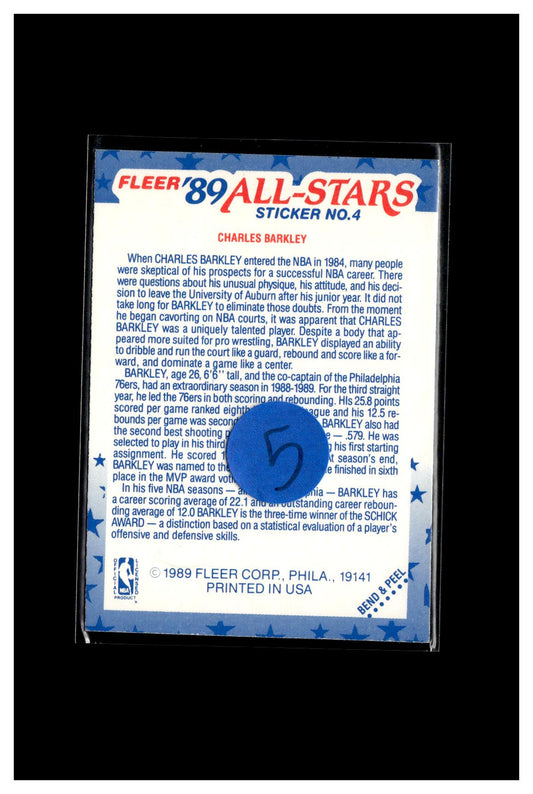 FLEER '89 ALL-STARS
STICKER NO. 4
CHARLES BARKLEY
When CHARLES BARKLEY entered the NBA in 1984, many people
were skeptical of his prospects for a successful NBA career. There
were questions about his unusual physique, his attitude, and his deci-
sion to leave the University of Auburn after his junior year. It did not
take long for BARKLEY to eliminate those doubts. From the moment
he began cavorting on NBA courts, it was apparent that CHARLES
BARKLEY was a uniquely talented player. Despite a body that ap-
peared more suited for pro wrestling, BARKLEY displayed an ability
to dribble and run the court like a guard, rebound and score like a for-
ward, and dominate a game like a center.
BARKLEY, age 26, 6'6'' tall, and the co-captain of the Philadelphia
76ers, had an extraordinary season in 1988-1989. For the third straight
year, he led the 76ers in both scoring and rebounding. His 25.8 points
scored per game ranked eighth league and his 12.5 re-
bounds per game was second BARKLEY also had
the second best shooting — .579. He was
selected to play in his third his first starting
assignment. He scored At season's end,
BARKLEY was named to the he finished in sixth
place in the MVP award
In his five NBA seasons — — BARKLEY has
a career scoring average of 22.1 and an outstanding career reboun-
ding average of 12.0 BARKLEY is the three-time winner of the SCHICK
AWARD — a distinction based on a statistical evaluation of a player's
offensive and defensive skills.
5
OFFICIAL LICENSED
NBA
PRODUCT
© 1989 FLEER CORP., PHILA., 19141
PRINTED IN USA
BEND & PEEL